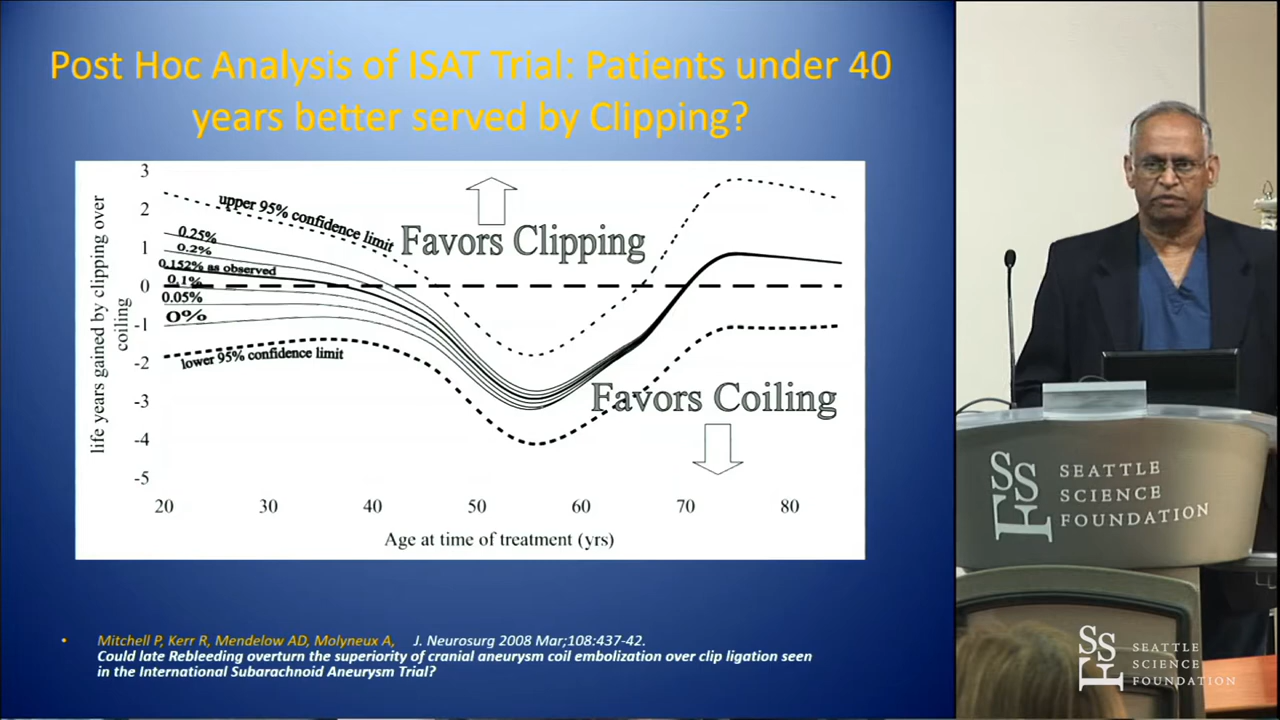 Post Hoc Analysis of ISAT Trial: Patients under 40
years better served by Clipping?
life years gained by clipping over
coiling
3
2
1
0
-1
-2
-3
-4
-5
upper 95% confidence limit
0.25%
0.2%
0.152% as observed
0.1%
0.05%
0%
lower 95% confidence limit
Favors Clipping
Favors Coiling
20 30 40 50 60 70 80
Age at time of treatment (yrs)
• Mitchell P, Kerr R, Mendelow AD, Molyneux A, J. Neurosurg 2008 Mar;108:437-42.
Could late Rebleeding overturn the superiority of cranial aneurysm coil embolization over clip ligation seen
in the International Subarachnoid Aneurysm Trial?
SSF
SEATTLE
SCIENCE
FOUNDATION
SSF
SEATTLE
SCIENCE
FOUNDATION